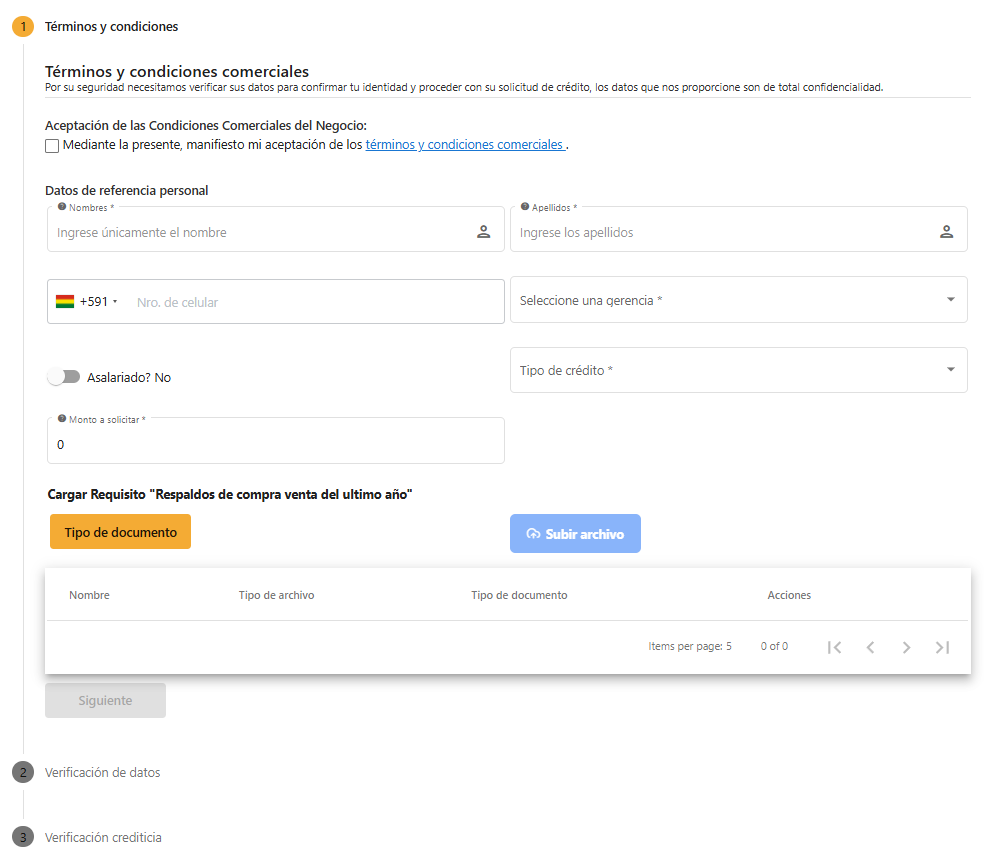 1 Términos y condiciones
Términos y condiciones comerciales
Por su seguridad necesitamos verificar sus datos para confirmar tu identidad y proceder con su solicitud de crédito, los datos que nos proporcione son de total confidencialidad.
Aceptación de las Condiciones Comerciales del Negocio:
Mediante la presente, manifiesto mi aceptación de los términos y condiciones comerciales .
Datos de referencia personal
Nombres * Apellidos *
Ingrese únicamente el nombre Ingrese los apellidos
+591 Nro. de celular Seleccione una gerencia *
Asalariado? No Tipo de crédito *
Monto a solicitar *
0
Cargar Requisito "Respaldos de compra venta del ultimo año"
Tipo de documento Subir archivo
Nombre Tipo de archivo Tipo de documento Acciones
Items per page: 5 0 of 0
Siguiente
2 Verificación de datos
3 Verificación crediticia